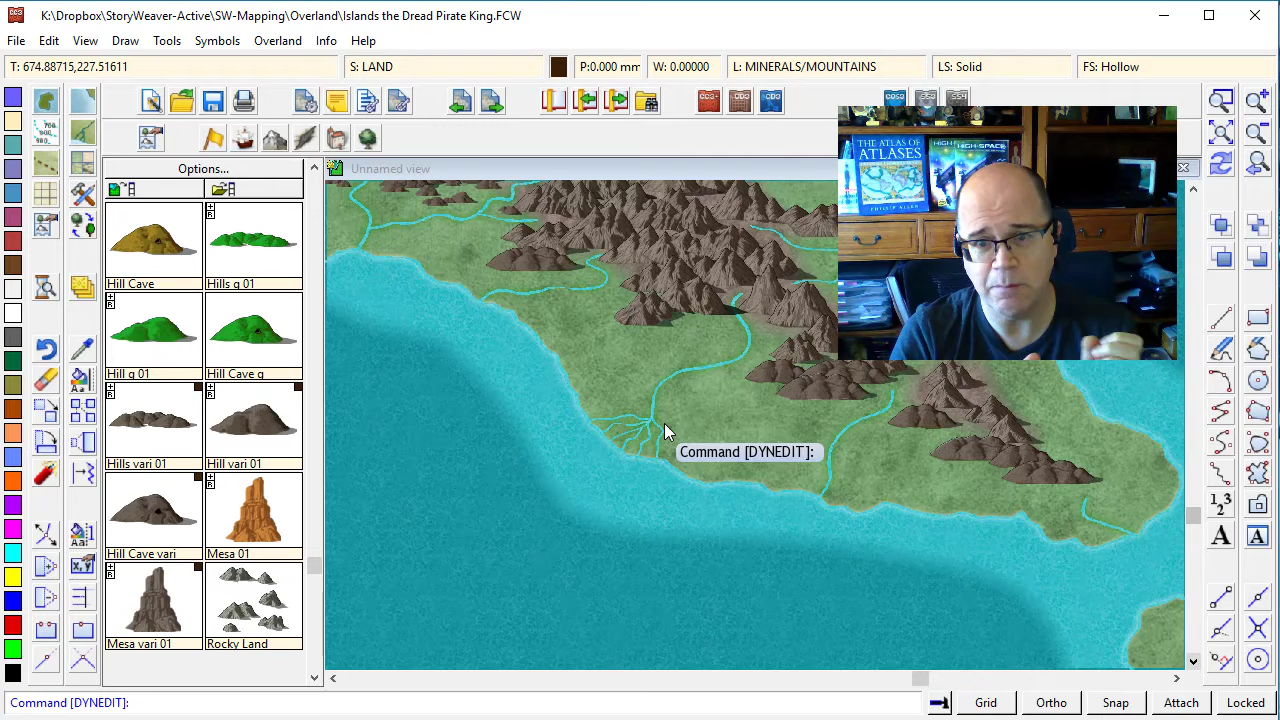 K:\Dropbox\StoryWeaver-Active\SW-Mapping\Overland\Islands the Dread Pirate King.FCW
File Edit View Draw Tools Symbols Overland Info Help
T: 674.88715,227.51611 S: LAND P:0.000 mm W: 0.00000 L: MINERALS/MOUNTAINS LS: Solid FS: Hollow
Options...
Unnamed view
THE ATLAS OF
ATLASES
PHILLIP ALLEN
HIGH-SPACE
Hill Cave Hills g 01
Hill g 01 Hill Cave g
Hills vari 01 Hill vari 01
Hill Cave vari Mesa 01
Mesa vari 01 Rocky Land
Command [DYNEDIT]:
Command [DYNEDIT]:
Grid Ortho Snap Attach Locked